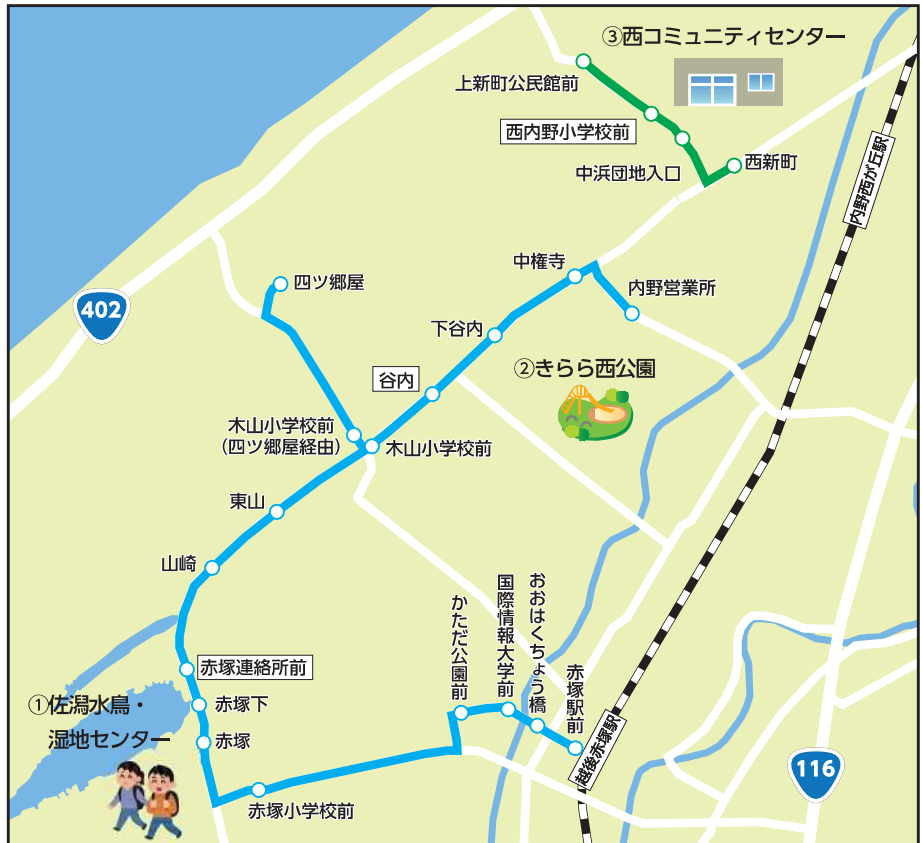 ③西コミュニティセンター
上新町公民館前
西内野小学校前
中浜団地入口
西新町
内野西が丘駅
中権寺
内野営業所
四ツ郷屋
402
下谷内
②きらら西公園
谷内
木山小学校前
(四ツ郷屋経由)
木山小学校前
東山
山崎
かただ公園前
国際情報大学前
おおはくちょう橋
赤塚駅前
越後赤塚駅
赤塚連絡所前
①佐潟水鳥・
湿地センター
赤塚下
赤塚
赤塚小学校前
116